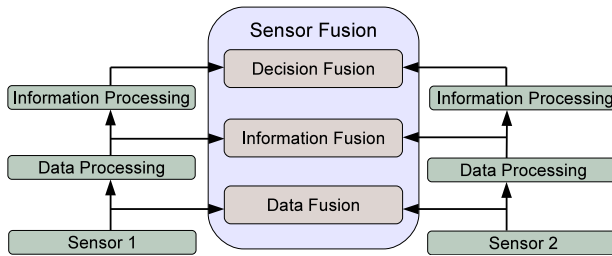 Sensor Fusion
Decision Fusion
Information Processing
Information Processing
Information Fusion
Data Processing
Data Processing
Data Fusion
Sensor 1
Sensor 2